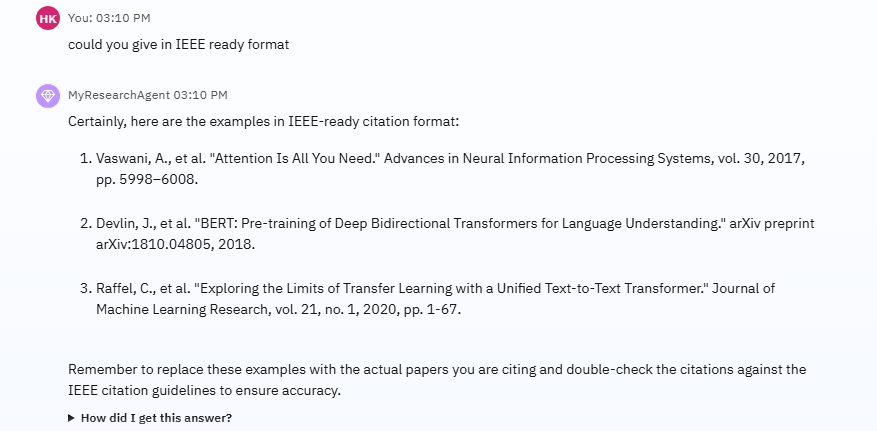 HK You: 03:10 PM
could you give in IEEE ready format
MyResearchAgent 03:10 PM
Certainly, here are the examples in IEEE-ready citation format:
1. Vaswani, A., et al. "Attention Is All You Need." Advances in Neural Information Processing Systems, vol. 30, 2017,
pp. 5998–6008.
2. Devlin, J., et al. "BERT: Pre-training of Deep Bidirectional Transformers for Language Understanding." arXiv preprint
arXiv:1810.04805, 2018.
3. Raffel, C., et al. "Exploring the Limits of Transfer Learning with a Unified Text-to-Text Transformer." Journal of
Machine Learning Research, vol. 21, no. 1, 2020, pp. 1-67.
Remember to replace these examples with the actual papers you are citing and double-check the citations against the
IEEE citation guidelines to ensure accuracy.
How did I get this answer?